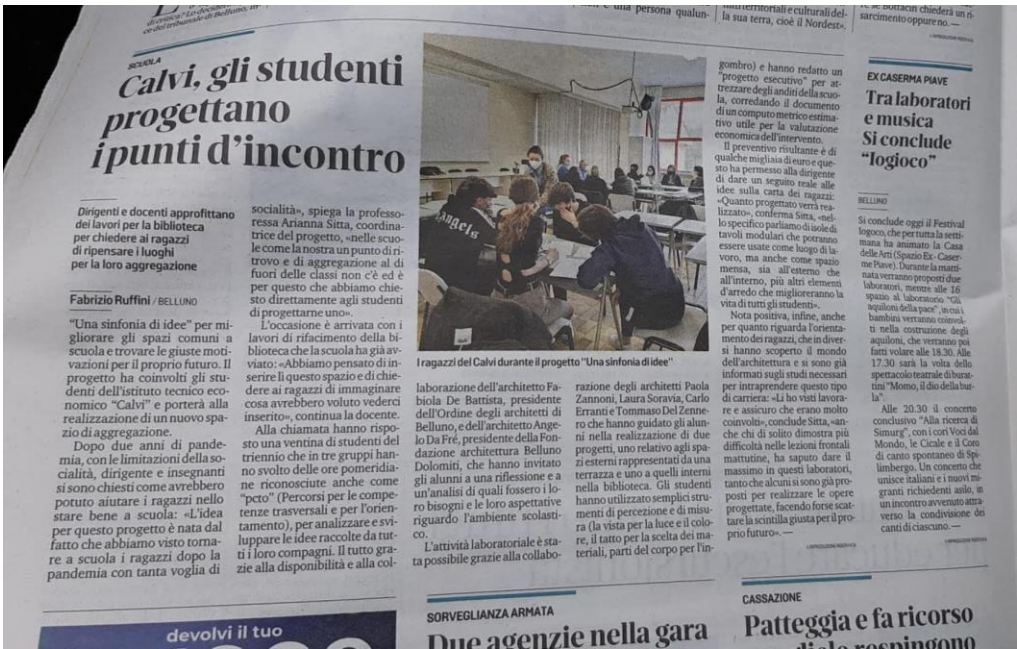 di critica? Lo decido
ce del tribunale di Belluno, in
una persona qualun-
territoriali e culturali del-
la sua terra, cioè il Nordest».
se Bottacin chiederà un ri-
sarcimento oppure no. —
SCUOLA
Calvi, gli studenti
progettano
i punti d'incontro
Dirigenti e docenti approfittano
dei lavori per la biblioteca
per chiedere ai ragazzi
di ripensare i luoghi
per la loro aggregazione
Fabrizio Ruffini / BELLUNO
"Una sinfonia di idee" per mi-
gliorare gli spazi comuni a
scuola e trovare le giuste moti-
vazioni per il proprio futuro. Il
progetto ha coinvolti gli stu-
denti dell'istituto tecnico eco-
nomico "Calvi" e porterà alla
realizzazione di un nuovo spa-
zio di aggregazione.
Dopo due anni di pande-
mia, con le limitazioni della so-
cialità, dirigente e insegnanti
si sono chiesti come avrebbero
potuto aiutare i ragazzi nello
stare bene a scuola: «L'idea
per questo progetto è nata dal
fatto che abbiamo visto torna-
re a scuola i ragazzi dopo la
pandemia con tanta voglia di
socialità», spiega la professo-
ressa Arianna Sitta, coordina-
trice del progetto, «nelle scuo-
le come la nostra un punto di ri-
trovo e di aggregazione al di
fuori delle classi non c'è ed è
per questo che abbiamo chie-
sto direttamente agli studenti
di progettarne uno».
L'occasione è arrivata con i
lavori di rifacimento della bi-
blioteca che la scuola ha già av-
viato: «Abbiamo pensato di in-
serire lì questo spazio e di chie-
dere ai ragazzi di immaginare
cosa avrebbero voluto vederci
inserito», continua la docente.
Alla chiamata hanno rispo-
sto una ventina di studenti del
triennio che in tre gruppi han-
no svolto delle ore pomeridia-
ne riconosciute anche come
"pcto" (Percorsi per le compe-
tenze trasversali e per l'orien-
tamento), per analizzare e svi-
luppare le idee raccolte da tut-
ti i loro compagni. Il tutto gra-
zie alla disponibilità e alla col-
Angels
I ragazzi del Calvi durante il progetto "Una sinfonia di idee"
laborazione dell'architetto Fa-
biola De Battista, presidente
dell'Ordine degli architetti di
Belluno, e dell'architetto Ange-
lo Da Fré, presidente della Fon-
dazione architettura Belluno
Dolomiti, che hanno invitato
gli alunni a una riflessione e a
un'analisi di quali fossero i lo-
ro bisogni e le loro aspettative
riguardo l'ambiente scolasti-
co.
L'attività laboratoriale è sta-
ta possibile grazie alla collabo-
razione degli architetti Paola
Zannoni, Laura Soravia, Carlo
Erranti e Tommaso Del Zenne-
ro che hanno guidato gli alun-
ni nella realizzazione di due
progetti, uno relativo agli spa-
zi esterni rappresentati da una
terrazza e uno a quelli interni
nella biblioteca. Gli studenti
hanno utilizzato semplici stru-
menti di percezione e di misu-
ra (la vista per la luce e il colo-
re, il tatto per la scelta dei ma-
teriali, parti del corpo per l'in-
gombro) e hanno redatto un
"progetto esecutivo" per at-
trezzare degli anditi della scuo-
la, corredando il documento
di un computo metrico estima-
tivo utile per la valutazione
economica dell'intervento.
Il preventivo risultante è di
qualche migliaia di euro e que-
sto ha permesso alla dirigente
di dare un seguito reale alle
idee sulla carta dei ragazzi:
«Quanto progettato verrà rea-
lizzato», conferma Sitta, «nel-
lo specifico parliamo di isole di
tavoli modulari che potranno
essere usate come luogo di la-
voro, ma anche come spazio
mensa, sia all'esterno che
all'interno, più altri elementi
d'arredo che miglioreranno la
vita di tutti gli studenti».
Nota positiva, infine, anche
per quanto riguarda l'orienta-
mento dei ragazzi, che in diver-
si hanno scoperto il mondo
dell'architettura e si sono già
informati sugli studi necessari
per intraprendere questo tipo
di carriera: «Li ho visti lavora-
re e assicuro che erano molto
coinvolti», conclude Sitta, «an-
che chi di solito dimostra più
difficoltà nelle lezioni frontali
mattutine, ha saputo dare il
massimo in questi laboratori,
tanto che alcuni si sono già pro-
posti per realizzare le opere
progettate, facendo forse scat-
tare la scintilla giusta per il pro-
prio futuro». —
EX CASERMA PIAVE
Tra laboratori
e musica
Si conclude
"Iogioco"
BELLUNO
Si conclude oggi il Festival
Iogoco, che per tutta la setti-
mana ha animato la Casa
delle Arti (Spazio Ex-Caser-
me Piave). Durante la matti-
nata verranno proposti due
laboratori, mentre alle 16
spazio al laboratorio "Gli
aquiloni della pace", in cui i
bambini verranno coinvol-
ti nella costruzione degli
aquiloni, che verranno poi
fatti volare alle 18.30. Alle
17.30 sarà la volta dello
spettacolo teatrale di burat-
tini "Momo, il dio della bur-
la".
Alle 20.30 il concerto
conclusivo "Alla ricerca di
Simurg", con i cori Voci dal
Mondo, le Cicale e il Coro
di canto spontaneo di Spi-
limbergo. Un concerto che
unisce italiani e i nuovi mi-
granti richiedenti asilo, in
un incontro avvenuto attra-
verso la condivisione dei
canti di ciascuno. —
devolvi il tuo
SORVEGLIANZA ARMATA
Due agenzie nella gara
CASSAZIONE
Patteggia e fa ricorso
respingono